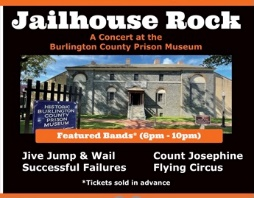 Jailhouse Rock
A Concert at the
Burlington County Prison Museum
HISTORIC
BURLINGTON
COUNTY
PRISON
MUSEUM
Featured Bands* (6pm - 10pm)
Jive Jump & Wail
Successful Failures
Count Josephine
Flying Circus
*Tickets sold in advance